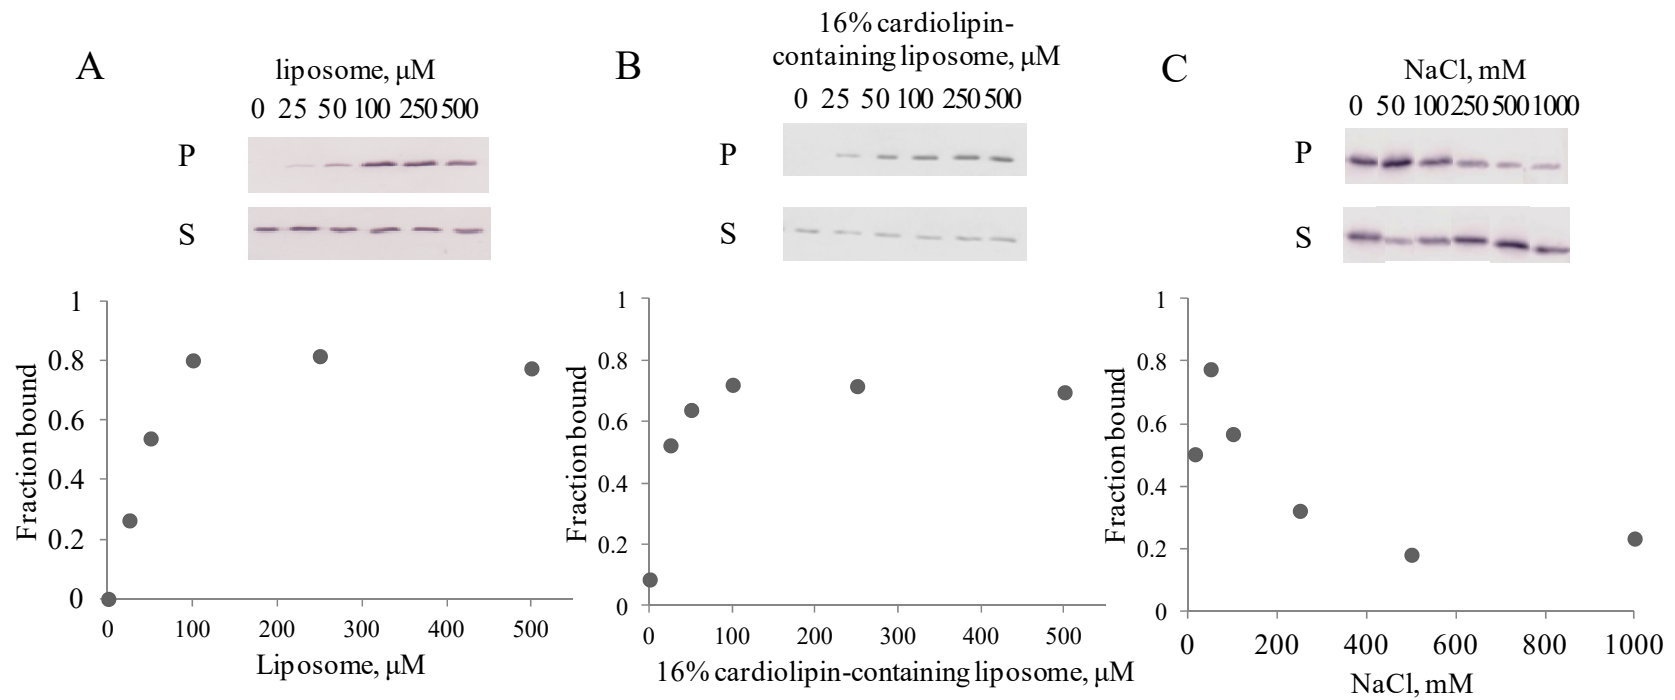 A
liposome, µM
0 25 50 100 250 500
P
S
1
0.8
0.6
0.4
0.2
0
Fraction bound
0 100 200 300 400 500
Liposome, µM
B
16% cardiolipin-
containing liposome, µM
0 25 50 100 250 500
P
S
1
0.8
0.6
0.4
0.2
0
Fraction bound
0 100 200 300 400 500
16% cardiolipin-containing liposome, µM
C
NaCl, mM
0 50 100 250 500 1000
P
S
1
0.8
0.6
0.4
0.2
0
Fraction bound
0 200 400 600 800 1000
NaCl, mM